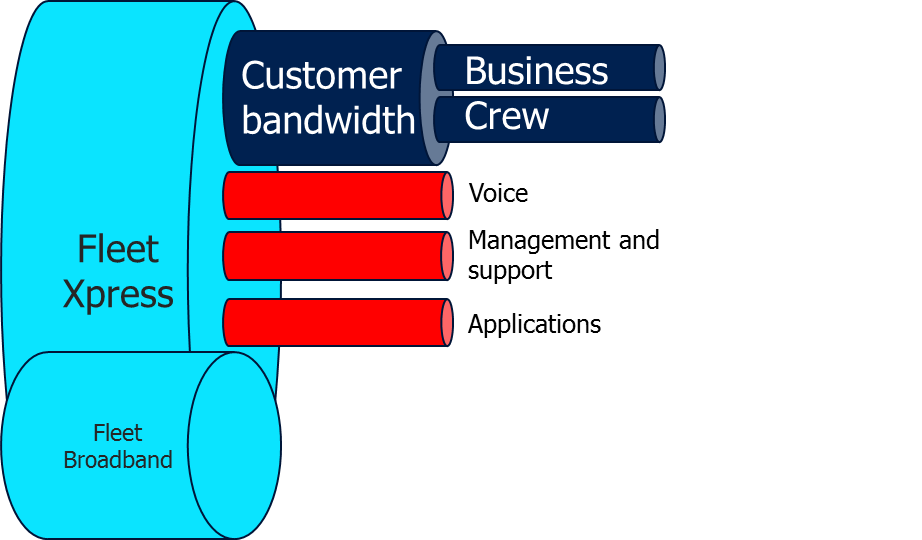 Customer
bandwidth
Business
Crew
Voice
Management and
support
Applications
Fleet
Xpress
Fleet
Broadband